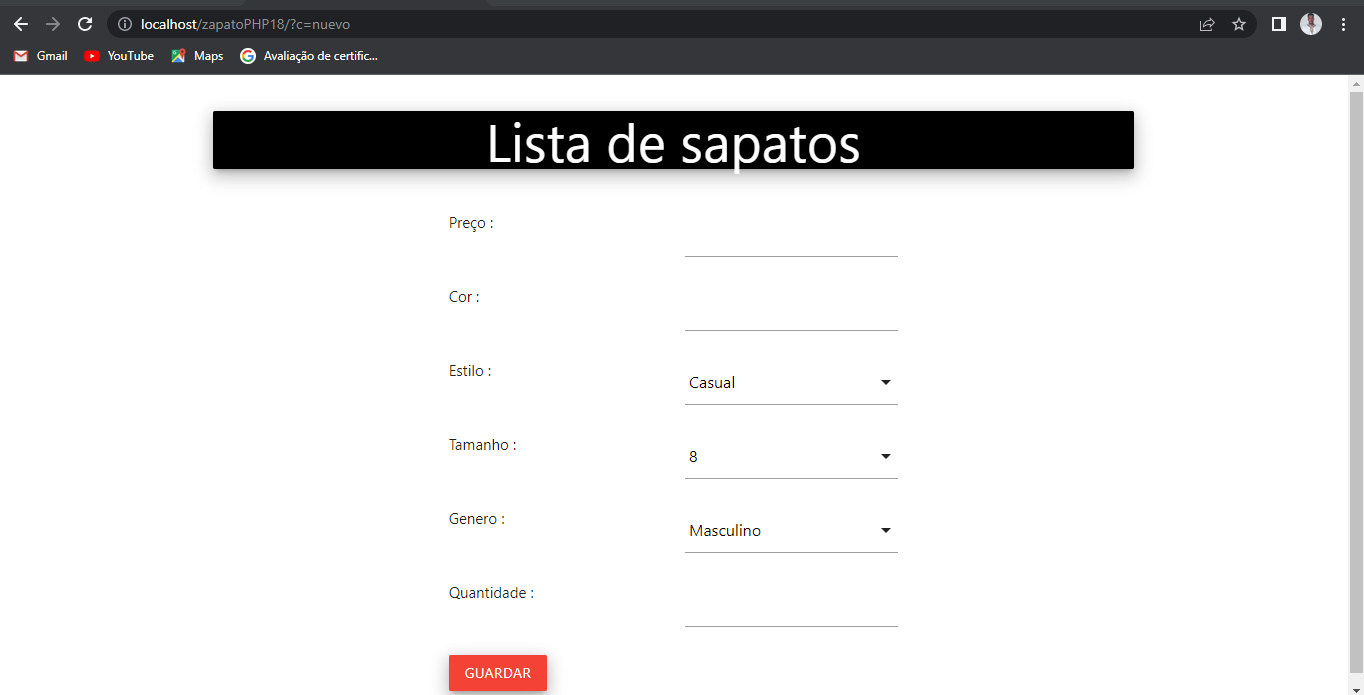 localhost/zapatoPHP18/?c=nuevo
Gmail YouTube Maps Avaliação de certific...
Lista de sapatos
Preço :
Cor :
Estilo :
Casual
Tamanho :
8
Genero :
Masculino
Quantidade :
GUARDAR